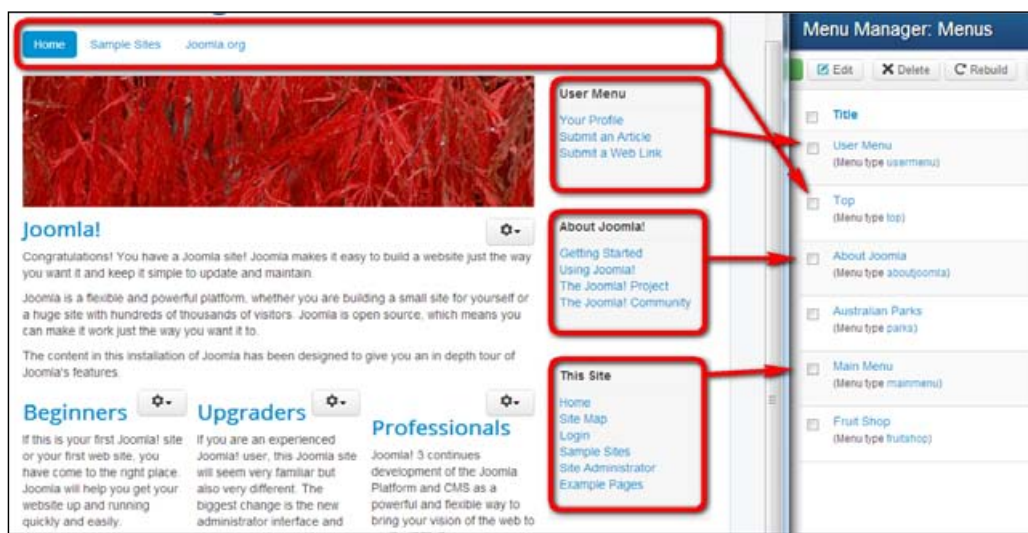 Home Sample Sites Joomla.org
User Menu
Your Profile
Submit an Article
Submit a Web Link
Joomla!
Congratulations! You have a Joomla site! Joomla makes it easy to build a website just the way
you want it and keep it simple to update and maintain.
Joomla is a flexible and powerful platform, whether you are building a small site for yourself or
a huge site with hundreds of thousands of visitors. Joomla is open source, which means you
can make it work just the way you want it to.
The content in this installation of Joomla has been designed to give you an in depth tour of
Joomla's features.
About Joomla!
Getting Started
Using Joomla!
The Joomla! Project
The Joomla! Community
Beginners
If this is your first Joomla! site
or your first web site, you
have come to the right place.
Joomla will help you get your
website up and running
quickly and easily.
Upgraders
If you are an experienced
Joomla! user, this Joomla site
will seem very familiar but
also very different. The
biggest change is the new
administrator interface and
Professionals
Joomla! 3 continues
development of the Joomla
Platform and CMS as a
powerful and flexible way to
bring your vision of the web to
This Site
Home
Site Map
Login
Sample Sites
Site Administrator
Example Pages
Menu Manager: Menus
Edit Delete Rebuild
Title
User Menu
(Menu type usermenu)
Top
(Menu type top)
About Joomla
(Menu type aboutjoomla)
Australian Parks
(Menu type parks)
Main Menu
(Menu type mainmenu)
Fruit Shop
(Menu type fruitshop)